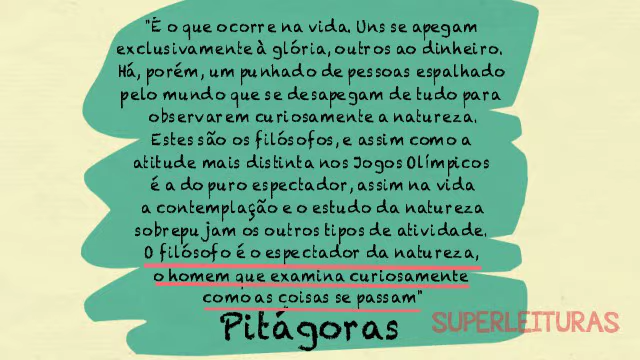 "É o que ocorre na vida. Uns se apegam
exclusivamente à glória, outros ao dinheiro.
Há, porém, um punhado de pessoas espalhado
pelo mundo que se desapegam de tudo para
observarem curiosamente a natureza.
Estes são os filósofos, e assim como a
atitude mais distinta nos Jogos Olímpicos
é a do puro espectador, assim na vida
a contemplação e o estudo da natureza
sobrepujam os outros tipos de atividade.
O filósofo é o espectador da natureza,
o homem que examina curiosamente
como as coisas se passam"
Pitágoras
SUPERLEITURAS